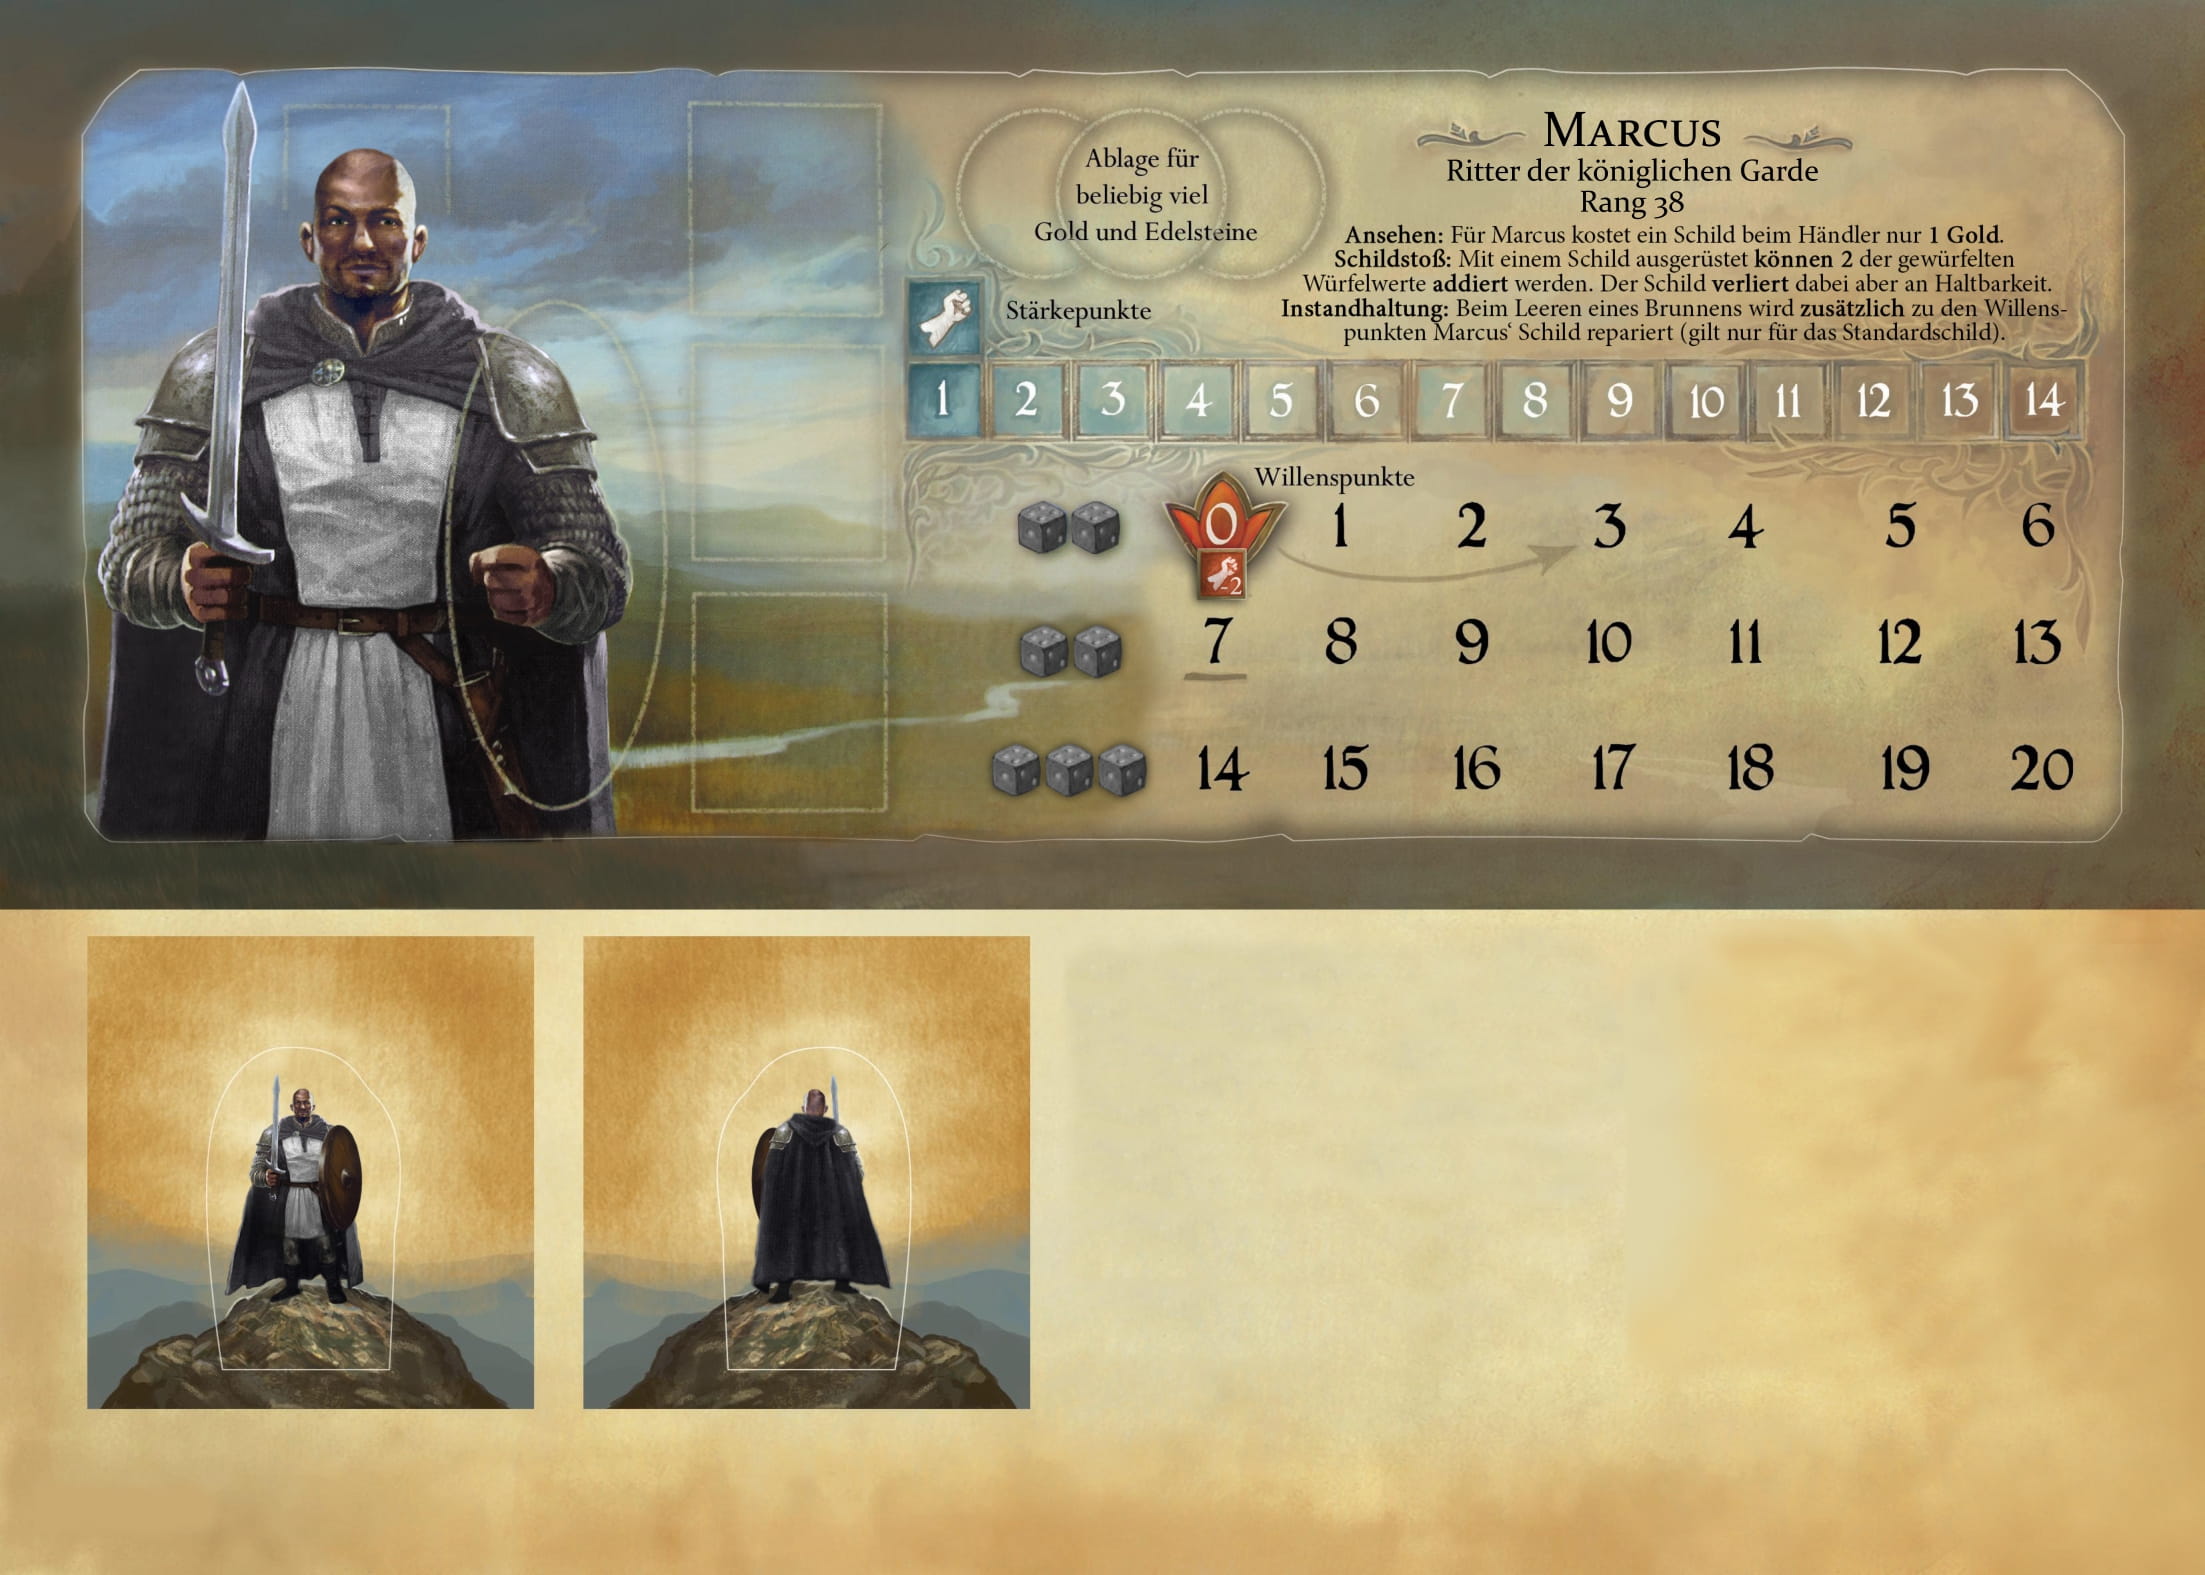 Ablage für
beliebig viel
Gold und Edelsteine
Marcus
Ritter der königlichen Garde
Rang 38
Ansehen: Für Marcus kostet ein Schild beim Händler nur 1 Gold.
Schildstoß: Mit einem Schild ausgerüstet können 2 der gewürfelten
Würfelwerte addiert werden. Der Schild verliert dabei aber an Haltbarkeit.
Instandhaltung: Beim Leeren eines Brunnens wird zusätzlich zu den Willens-
punkten Marcus‘ Schild repariert (gilt nur für das Standardschild).
Stärkepunkte
1 2 3 4 5 6 7 8 9 10 11 12 13 14
Willenspunkte
0 1 2 3 4 5 6
-2
7 8 9 10 11 12 13
14 15 16 17 18 19 20